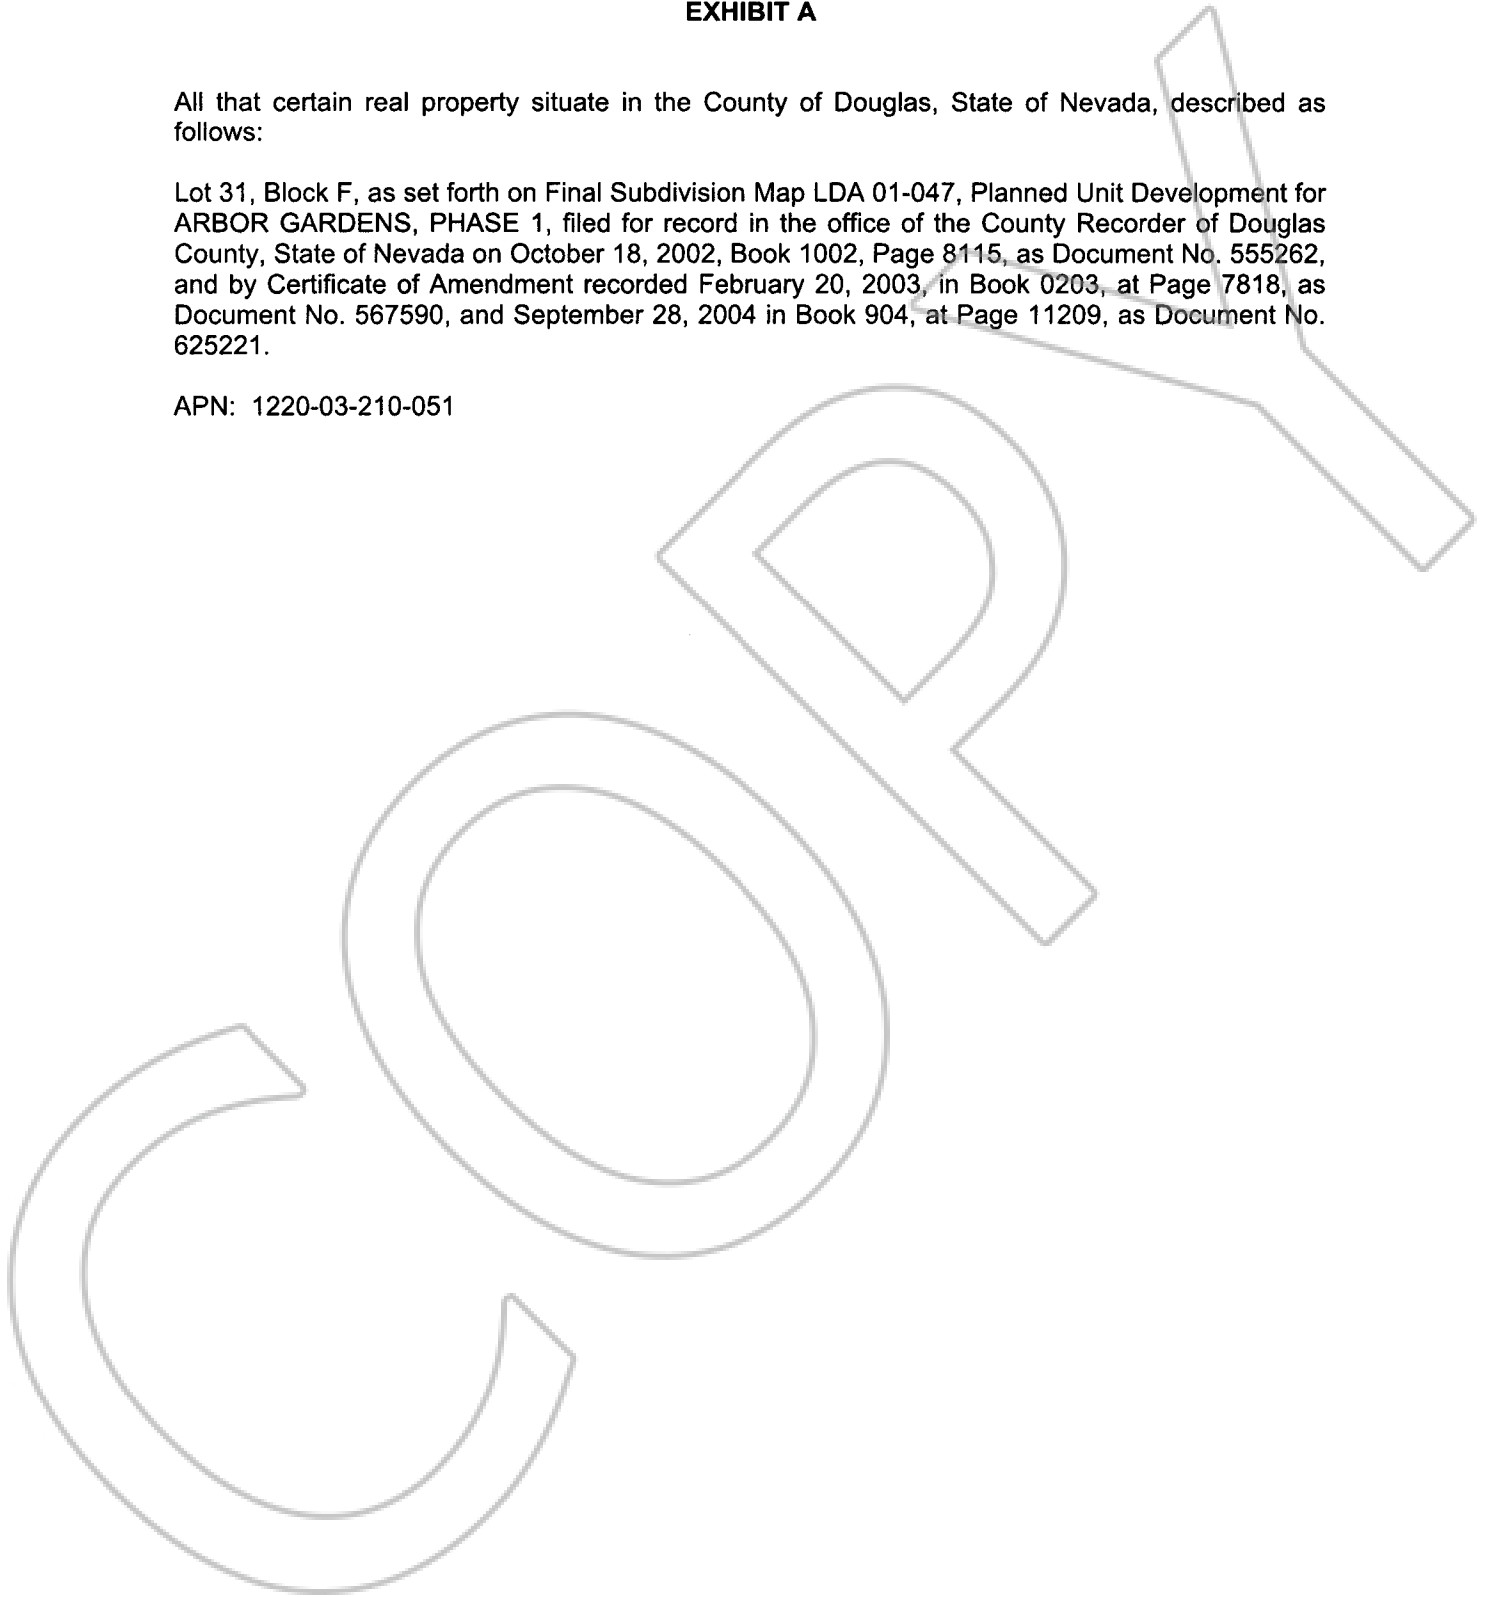 EXHIBIT A
All that certain real property situate in the County of Douglas, State of Nevada, described as
follows:
Lot 31, Block F, as set forth on Final Subdivision Map LDA 01-047, Planned Unit Development for
ARBOR GARDENS, PHASE 1, filed for record in the office of the County Recorder of Douglas
County, State of Nevada on October 18, 2002, Book 1002, Page 8115, as Document No. 555262,
and by Certificate of Amendment recorded February 20, 2003, in Book 0203, at Page 7818, as
Document No. 567590, and September 28, 2004 in Book 904, at Page 11209, as Document No.
625221.
APN: 1220-03-210-051
COPY